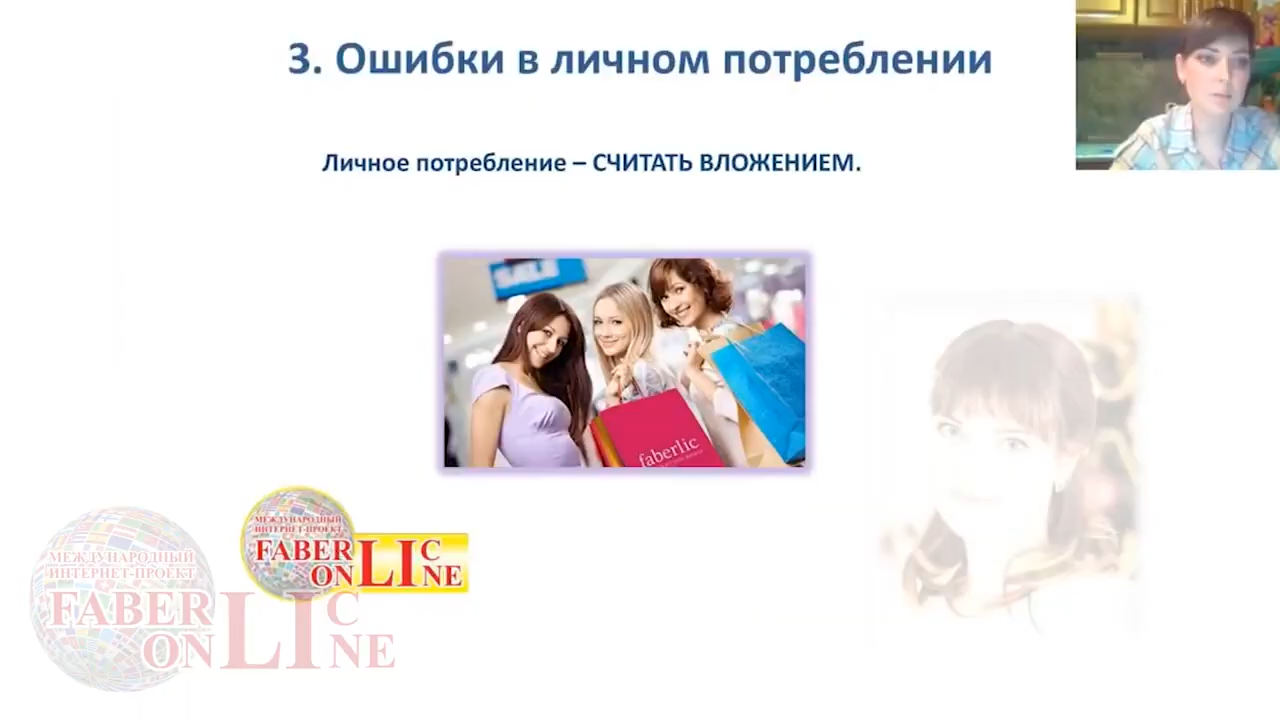 3. Ошибки в личном потреблении
Личное потребление – СЧИТАТЬ ВЛОЖЕНИЕМ.
SALE
faberlic
МЕЖДУНАРОДНЫЙ
ИНТЕРНЕТ-ПРОЕКТ
FABERLIC
ONLINE
МЕЖДУНАРОДНЫЙ
ИНТЕРНЕТ-ПРОЕКТ
FABERLIC
ONLINE